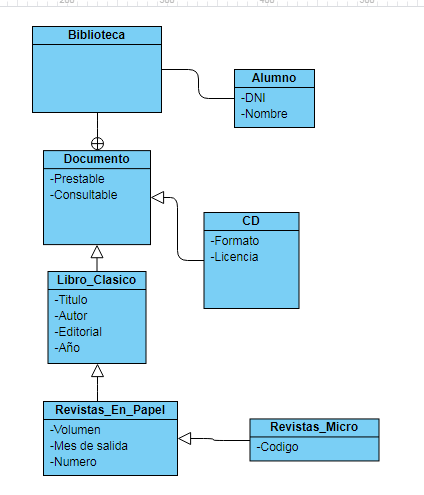 200
300
400
500
Biblioteca
Alumno
-DNI
-Nombre
Documento
-Prestable
-Consultable
CD
-Formato
-Licencia
Libro_Clasico
-Titulo
-Autor
-Editorial
-Año
Revistas_En_Papel
-Volumen
-Mes de salida
-Numero
Revistas_Micro
-Codigo